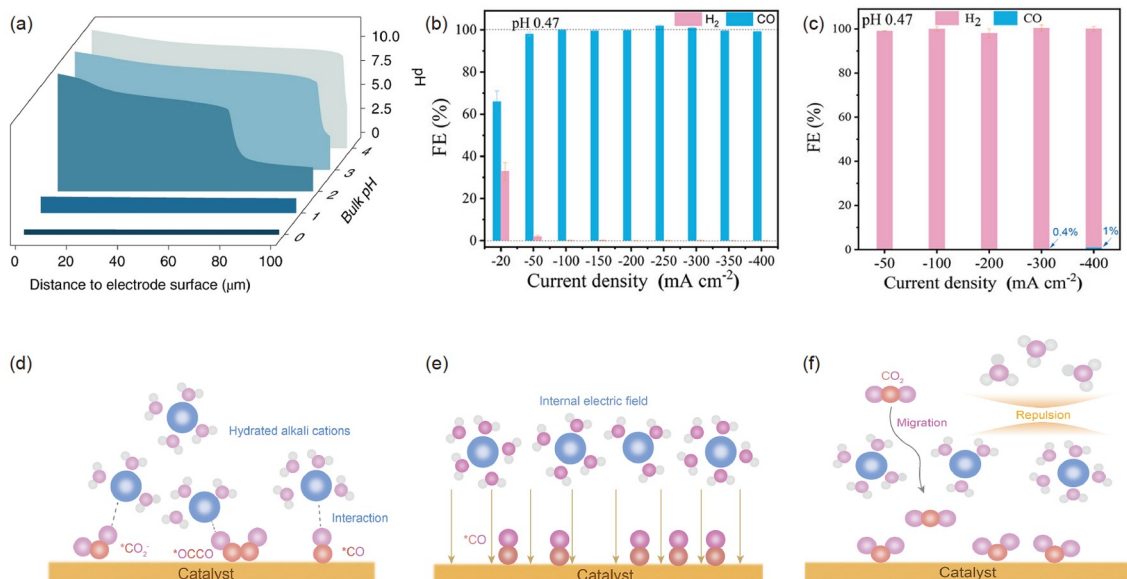 (a)
10.0
7.5
5.0
2.5
0
pH
4
3
2
1
0
Bulk pH
0
20
40
60
80
100
Distance to electrode surface (μm)
(b)
pH 0.47
H₂
CO
100
80
60
40
20
0
FE (%)
-20
-50
-100
-150
-200
-250
-300
-350
-400
Current density (mA cm⁻²)
(c)
pH 0.47
H₂
CO
100
80
60
40
20
0
FE (%)
0.4%
1%
-50
-100
-200
-300
-400
Current density (mA cm⁻²)
(d)
Hydrated alkali cations
Interaction
*CO₂⁻
*OCCO
*CO
Catalyst
(e)
Internal electric field
*CO
Catalyst
(f)
CO₂
Repulsion
Migration
Catalyst